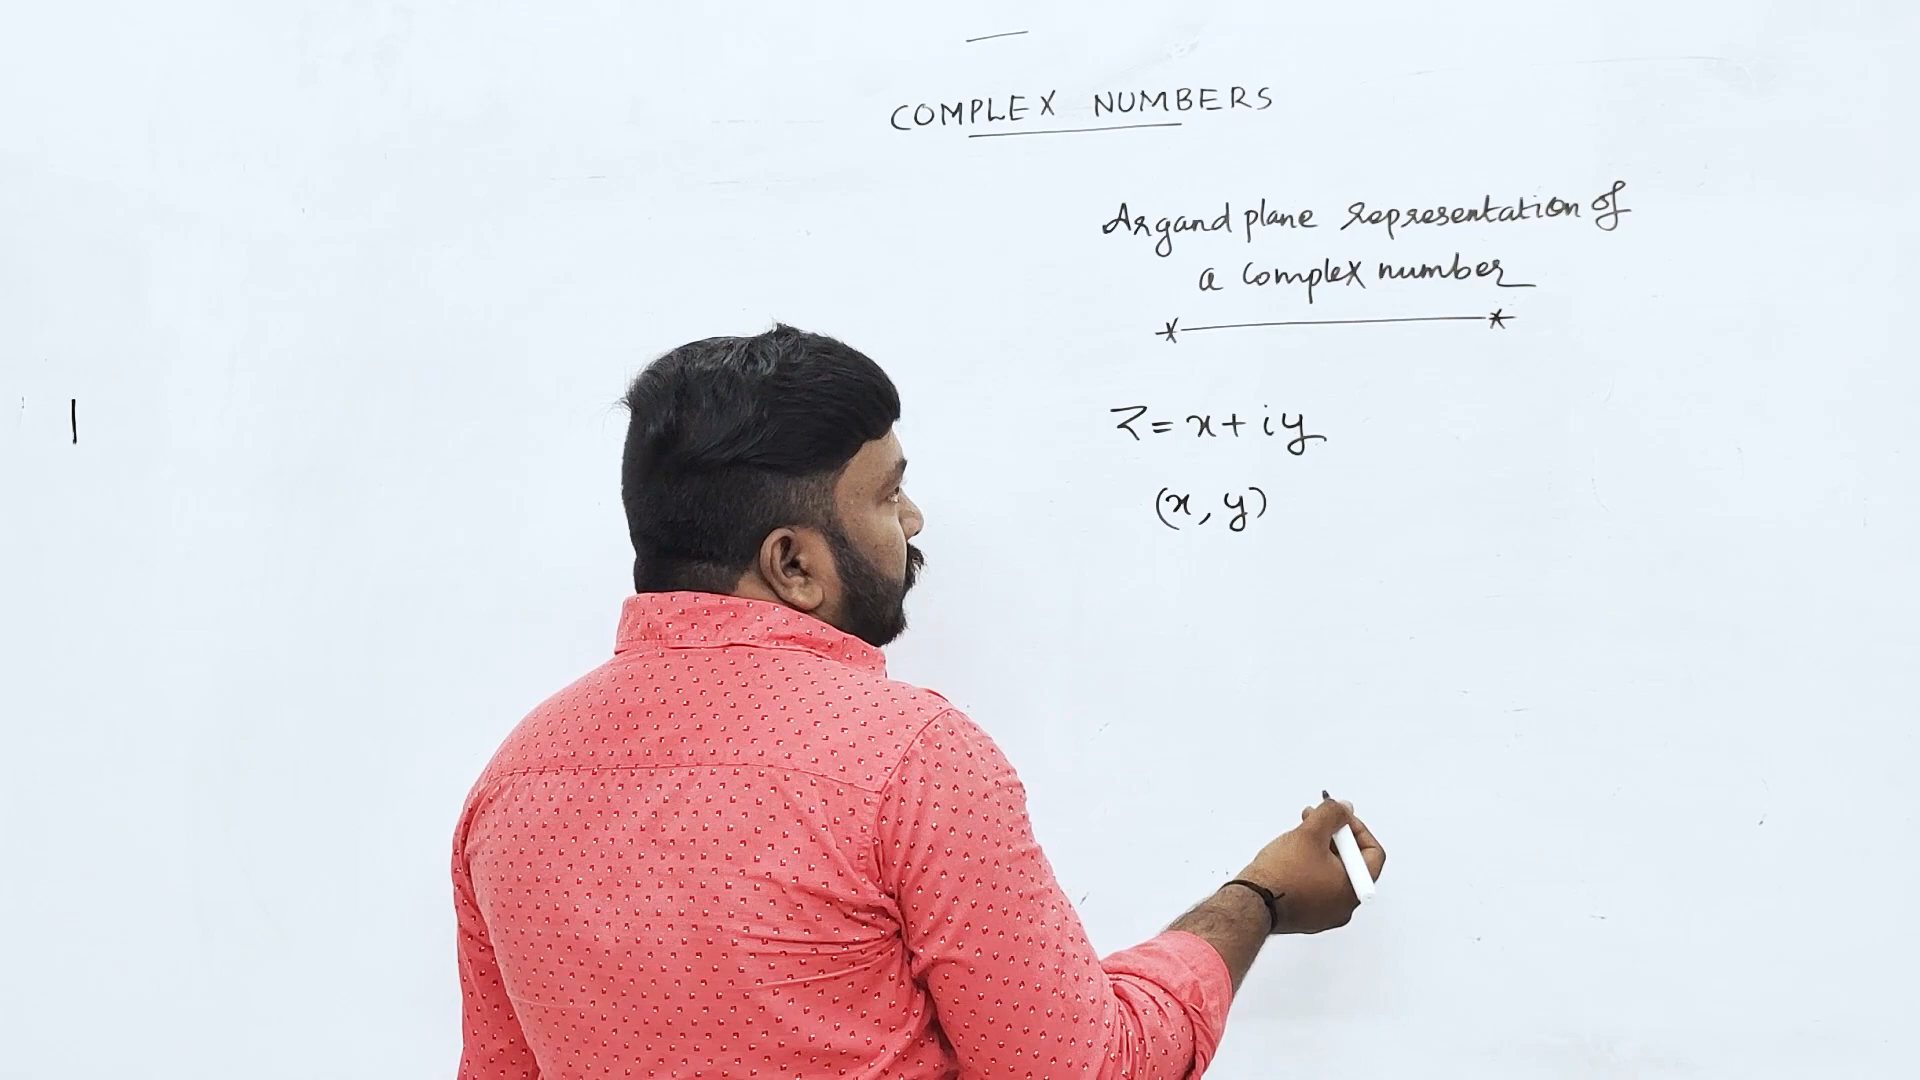 COMPLEX NUMBERS
Argand plane representation of
a complex number
Z = x + iy
(x, y)